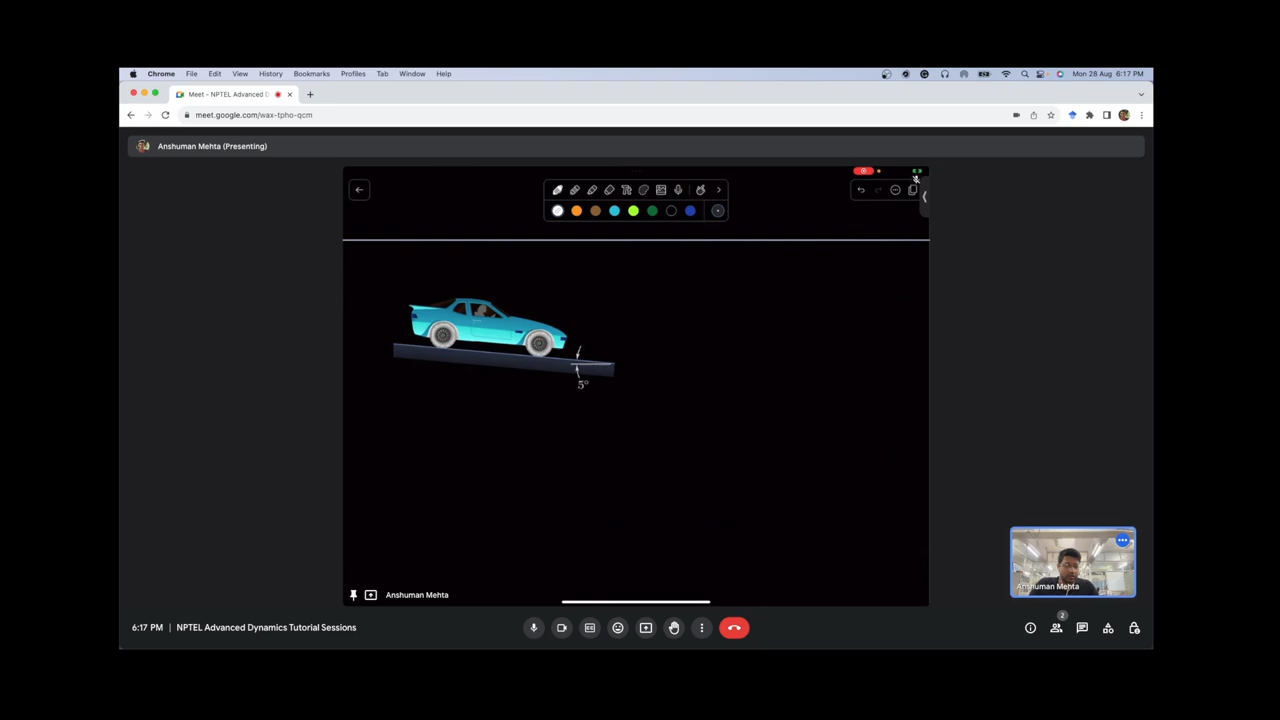 Chrome File Edit View History Bookmarks Profiles Tab Window Help Mon 28 Aug 6:17 PM
Meet - NPTEL Advanced D
meet.google.com/wax-tpho-qcm
Anshuman Mehta (Presenting)
5°
Anshuman Mehta
Anshuman Mehta
2
6:17 PM | NPTEL Advanced Dynamics Tutorial Sessions